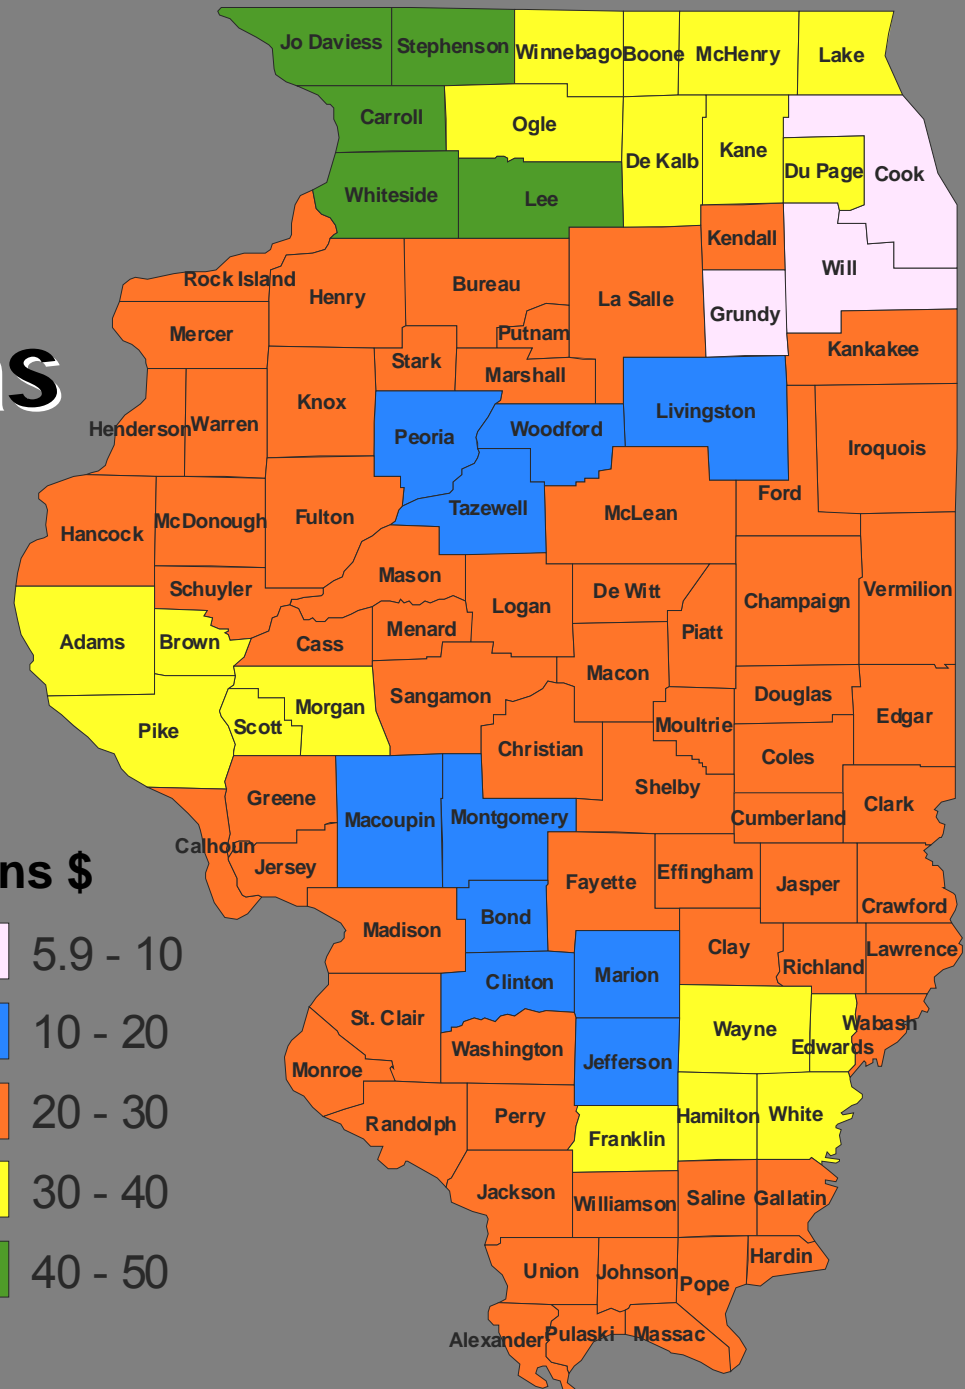 Jo Daviess
Stephenson
Winnebago
Boone
McHenry
Lake
Carroll
Ogle
De Kalb
Kane
Du Page
Cook
Whiteside
Lee
Kendall
Will
Rock Island
Henry
Bureau
La Salle
Grundy
Mercer
Putnam
Kankakee
Stark
Marshall
Henderson
Warren
Knox
Peoria
Woodford
Livingston
Iroquois
Hancock
McDonough
Fulton
Tazewell
McLean
Ford
Schuyler
Mason
Logan
De Witt
Champaign
Vermilion
Adams
Brown
Cass
Menard
Piatt
Macon
Pike
Scott
Morgan
Sangamon
Christian
Moultrie
Douglas
Edgar
Coles
Shelby
Greene
Macoupin
Montgomery
Cumberland
Clark
Calhoun
Jersey
Fayette
Effingham
Jasper
Crawford
Madison
Bond
Clay
Richland
Lawrence
Marion
Clinton
St. Clair
Washington
Wayne
Edwards
Wabash
Monroe
Jefferson
Randolph
Perry
Franklin
Hamilton
White
Jackson
Williamson
Saline
Gallatin
Union
Johnson
Pope
Hardin
Alexander
Pulaski
Massac
ns $
5.9 - 10
10 - 20
20 - 30
30 - 40
40 - 50